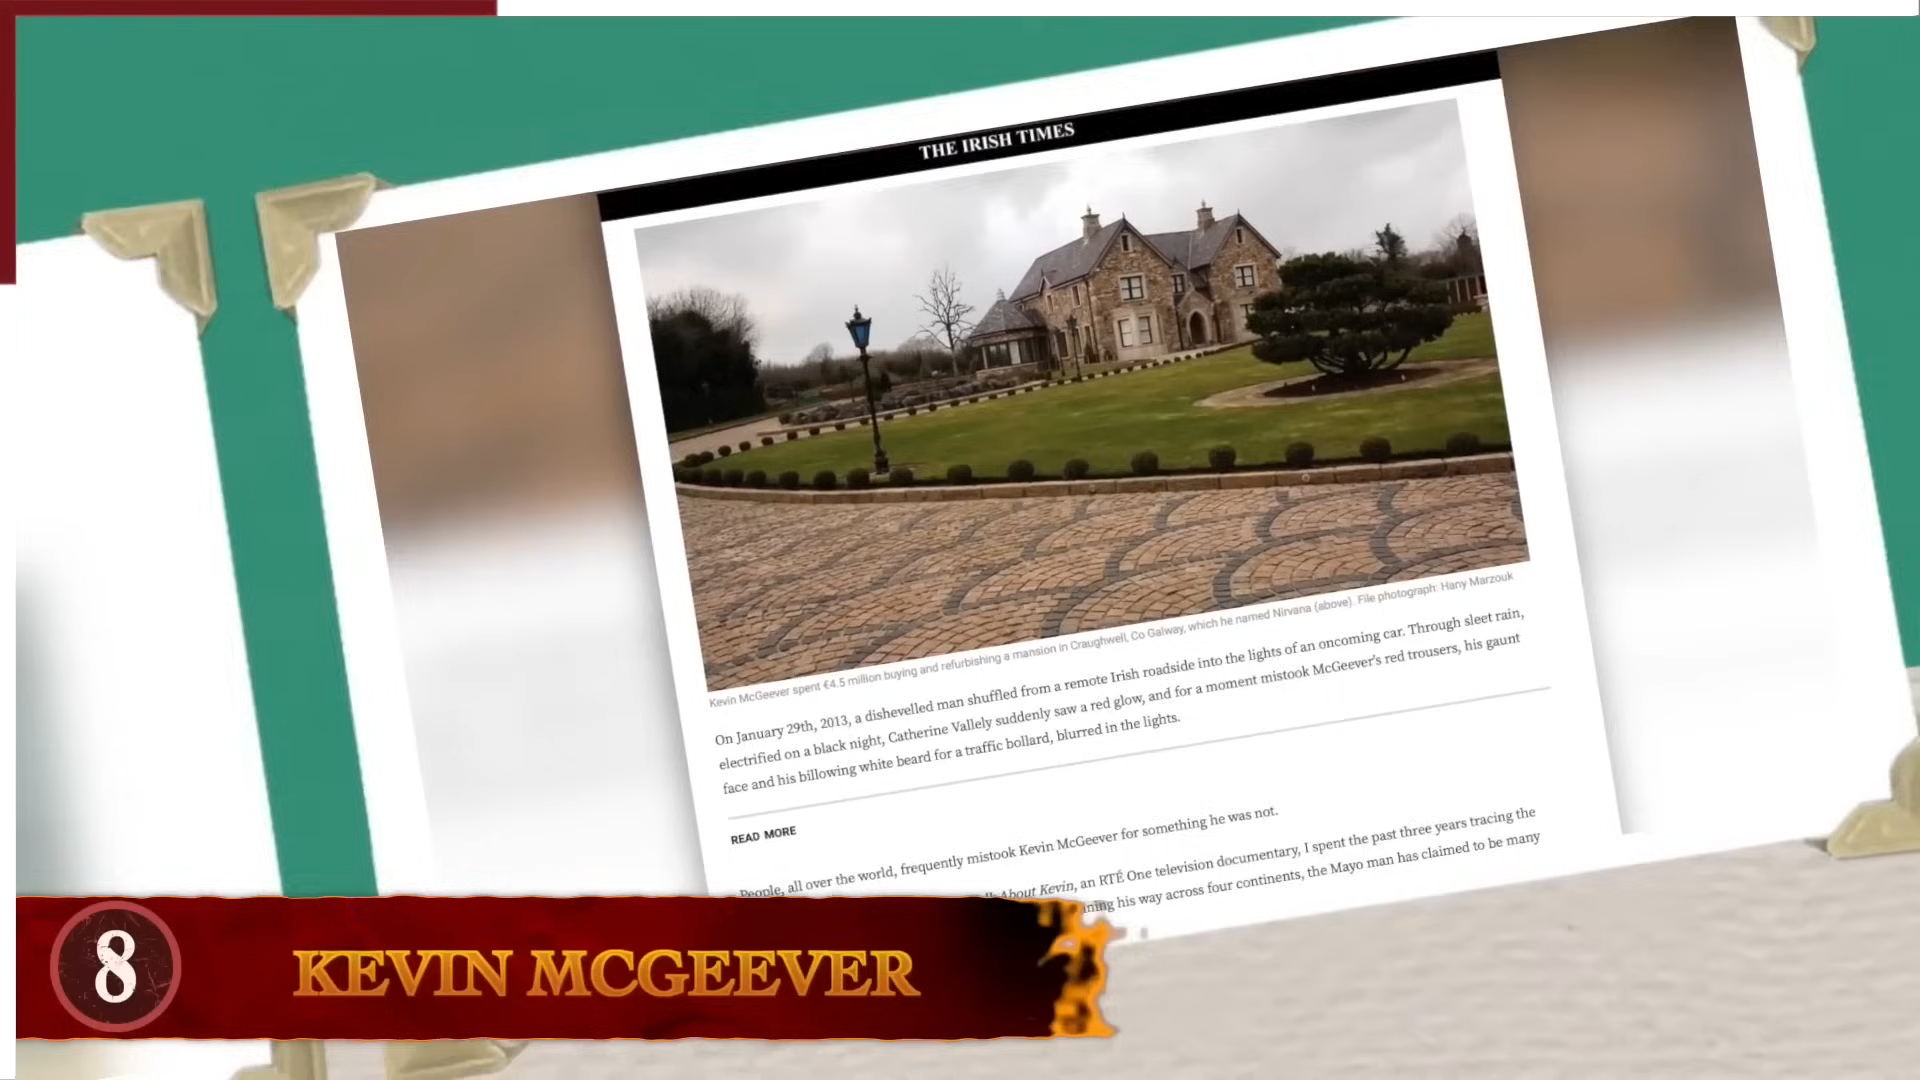 THE IRISH TIMES
Kevin McGeever spent €4.5 million buying and refurbishing a mansion in Craughwell, Co Galway, which he named Nirvana (above). File photograph: Hany Marzouk
On January 29th, 2013, a dishevelled man shuffled from a remote Irish roadside into the lights of an oncoming car. Through sleet rain,
electrified on a black night, Catherine Vallely suddenly saw a red glow, and for a moment mistook McGeever's red trousers, his gaunt
face and his billowing white beard for a traffic bollard, blurred in the lights.
READ MORE
People, all over the world, frequently mistook Kevin McGeever for something he was not.
About Kevin, an RTÉ One television documentary, I spent the past three years tracing the
his way across four continents, the Mayo man has claimed to be many
8
KEVIN MCGEEVER